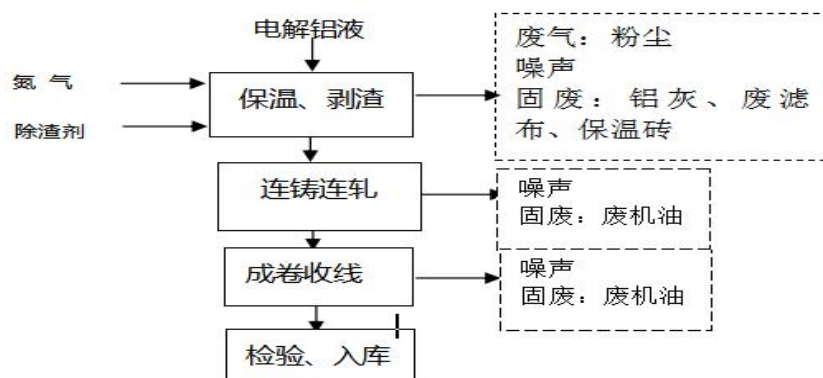 电解铝液
氮 气
除渣剂
保温、剥渣
废气：粉尘
噪声
固废：铝灰、废滤
布、保温砖
连铸连轧
噪声
固废：废机油
成卷收线
噪声
固废：废机油
检验、入库